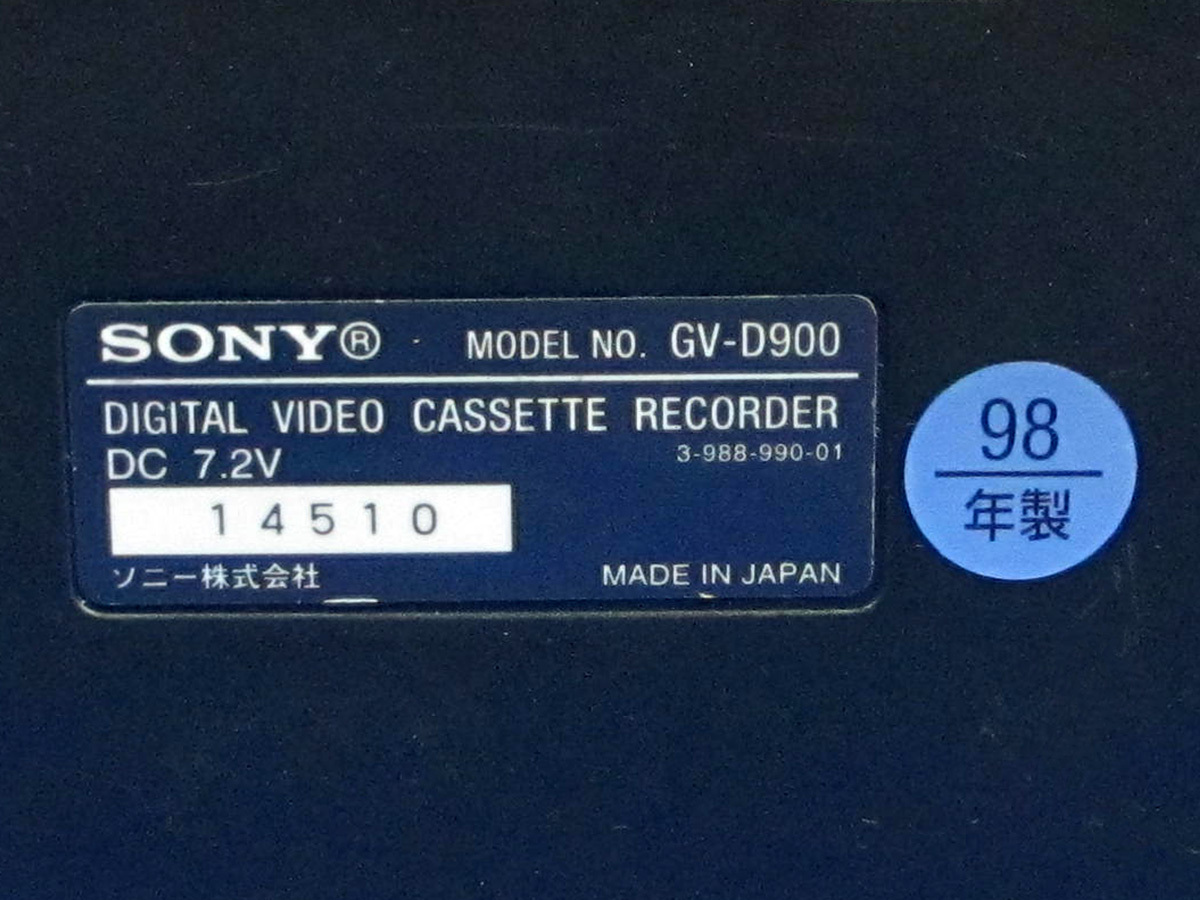 SONY® MODEL NO. GV-D900
DIGITAL VIDEO CASSETTE RECORDER
DC 7.2V 3-988-990-01
14510
ソニー株式会社 MADE IN JAPAN
98
年製